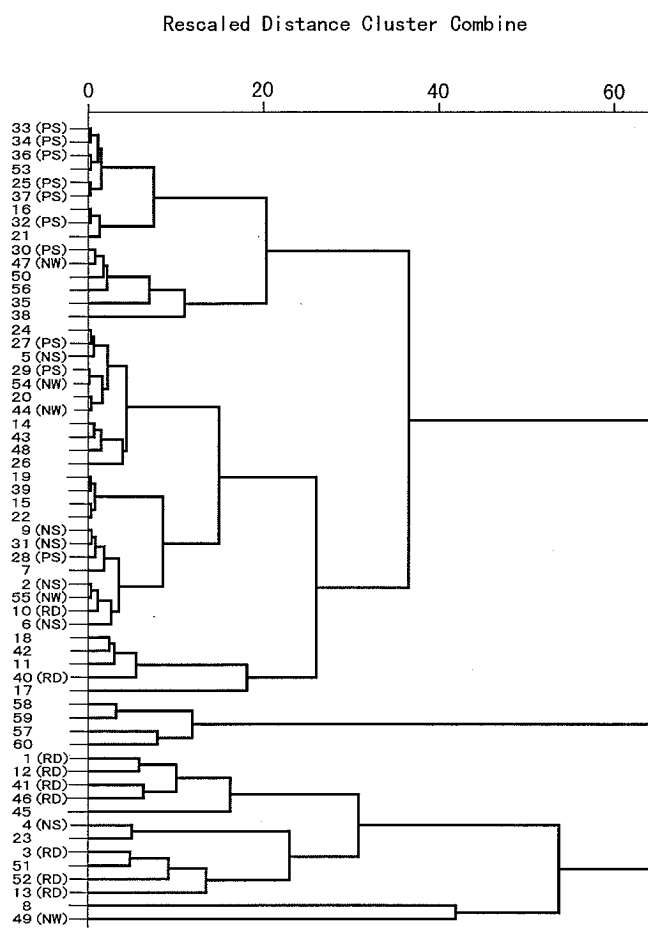 Rescaled Distance Cluster Combine
0 20 40 60
33 (PS)
34 (PS)
36 (PS)
53
25 (PS)
37 (PS)
16
32 (PS)
21
30 (PS)
47 (NW)
50
56
35
38
24
27 (PS)
5 (NS)
29 (PS)
54 (NW)
20
44 (NW)
14
43
48
26
19
39
15
22
9 (NS)
31 (NS)
28 (PS)
7
2 (NS)
55 (NW)
10 (RD)
6 (NS)
18
42
11
40 (RD)
17
58
59
57
60
1 (RD)
12 (RD)
41 (RD)
46 (RD)
45
4 (NS)
23
3 (RD)
51
52 (RD)
13 (RD)
8
49 (NW)